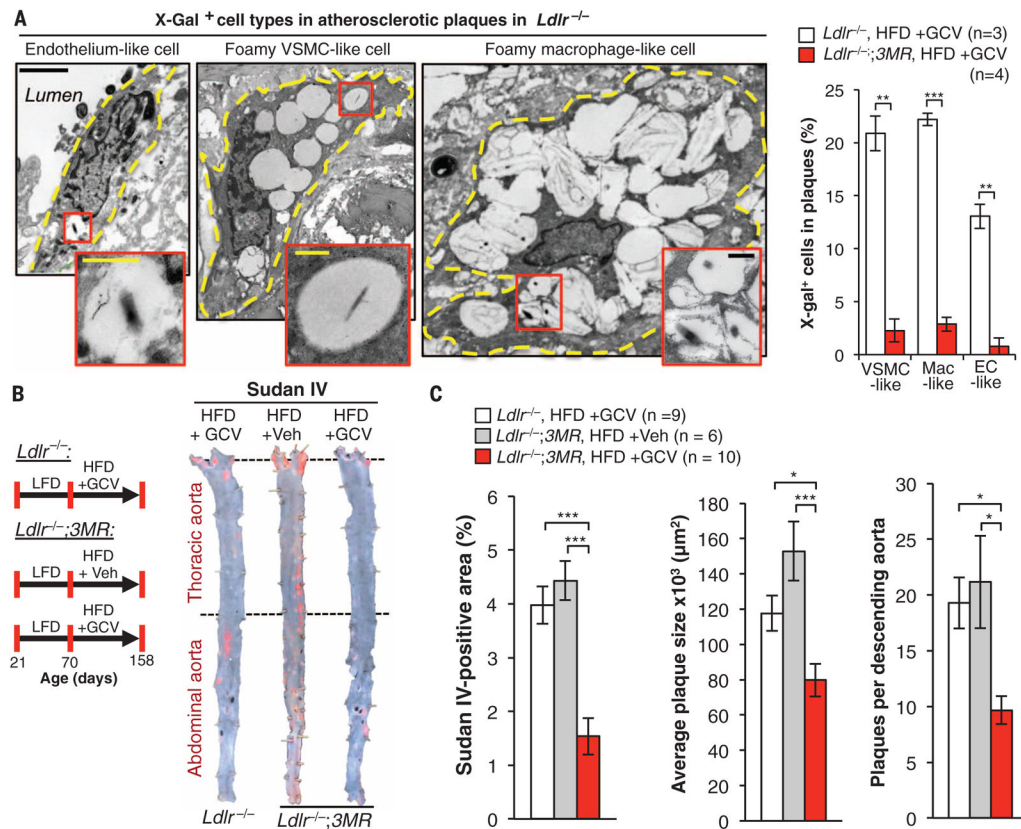 A
X-Gal + cell types in atherosclerotic plaques in Ldlr–/–
Endothelium-like cell
Foamy VSMC-like cell
Foamy macrophage-like cell
Lumen
Ldlr–/–, HFD +GCV (n=3)
Ldlr–/–;3MR, HFD +GCV
(n=4)
X-gal+ cells in plaques (%)
25
20
15
10
5
0
**
***
**
VSMC
-like
Mac
-like
EC
-like
B
Sudan IV
HFD
+ GCV
HFD
+Veh
HFD
+GCV
Ldlr–/–:
LFD
HFD
+GCV
Ldlr–/–;3MR:
LFD
HFD
+ Veh
LFD
HFD
+GCV
21
70
158
Age (days)
Thoracic aorta
Abdominal aorta
Ldlr–/–
Ldlr–/–;3MR
C
Ldlr–/–, HFD +GCV (n =9)
Ldlr–/–;3MR, HFD +Veh (n = 6)
Ldlr–/–;3MR, HFD +GCV (n = 10)
Sudan IV-positive area (%)
6
5
4
3
2
1
0
***
***
Average plaque size x10³ (µm²)
180
160
140
120
100
80
60
40
20
0
*
***
Plaques per descending aorta
30
25
20
15
10
5
0
*
*